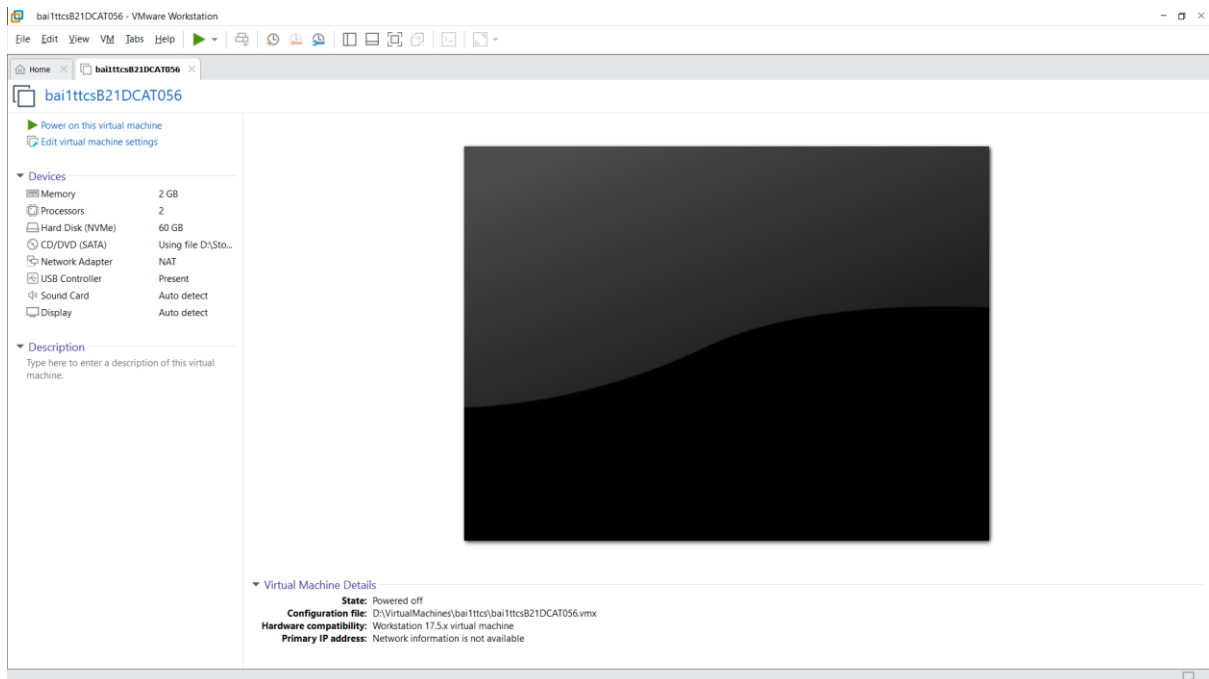 bai1ttcsB21DCAT056 - VMware Workstation
File Edit View VM Tabs Help
Home bai1ttcsB21DCAT056
bai1ttcsB21DCAT056
Power on this virtual machine
Edit virtual machine settings
Devices
Memory 2 GB
Processors 2
Hard Disk (NVMe) 60 GB
CD/DVD (SATA) Using file D:\Sto...
Network Adapter NAT
USB Controller Present
Sound Card Auto detect
Display Auto detect
Description
Type here to enter a description of this virtual
machine.
Virtual Machine Details
State: Powered off
Configuration file: D:\VirtualMachines\bai1ttcs\bai1ttcsB21DCAT056.vmx
Hardware compatibility: Workstation 17.5.x virtual machine
Primary IP address: Network information is not available